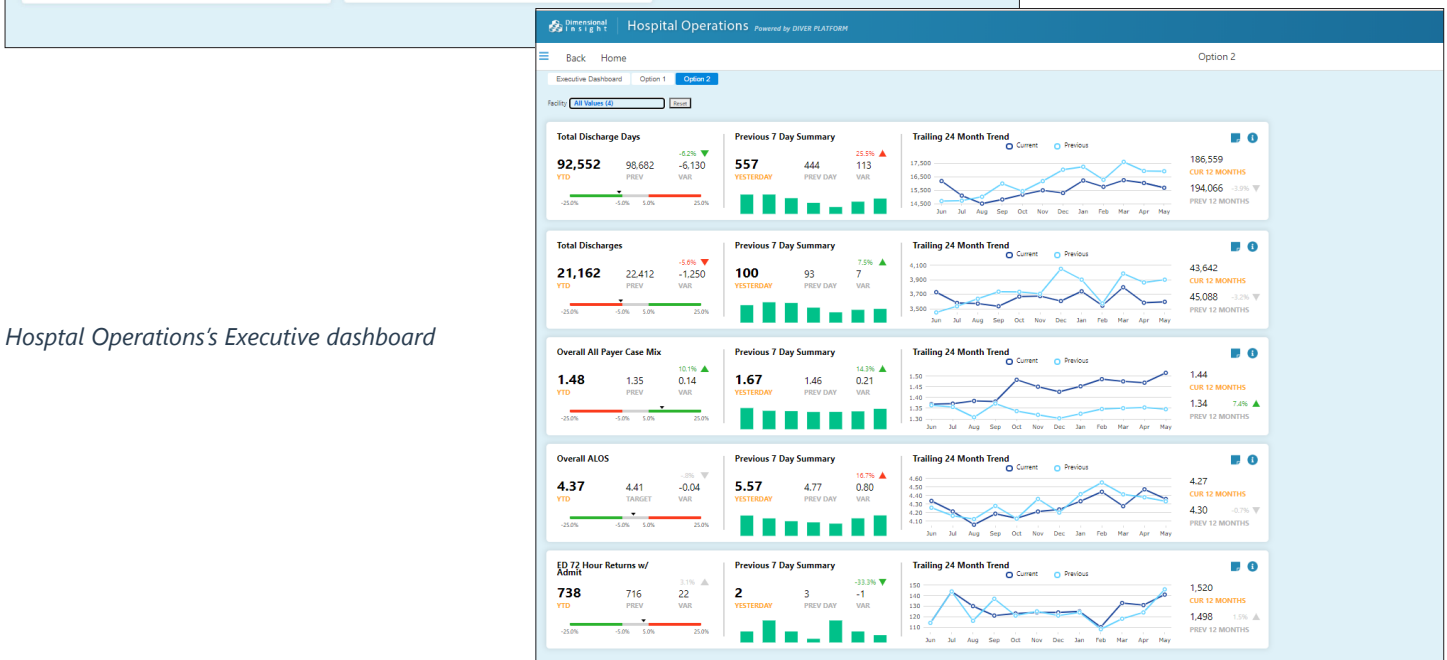 Dimensional Insight Hospital Operations Powered by DIVER PLATFORM
Back Home Option 2
Executive Dashboard Option 1 Option 2
Facility All Values (4) Reset
Total Discharge Days Previous 7 Day Summary Trailing 24 Month Trend
Current Previous
-6.2% 25.5%
92,552 98,682 -6,130 557 444 113
YTD PREV VAR YESTERDAY PREV DAY VAR
-25.0% -5.0% 5.0% 25.0%
17,500
16,500
15,500
14,500
Jun Jul Aug Sep Oct Nov Dec Jan Feb Mar Apr May
186,559
CUR 12 MONTHS
194,066 -3.9%
PREV 12 MONTHS
Total Discharges Previous 7 Day Summary Trailing 24 Month Trend
Current Previous
-5.6% 7.5%
21,162 22,412 -1,250 100 93 7
YTD PREV VAR YESTERDAY PREV DAY VAR
-25.0% -5.0% 5.0% 25.0%
4,100
3,900
3,700
3,500
Jun Jul Aug Sep Oct Nov Dec Jan Feb Mar Apr May
43,642
CUR 12 MONTHS
45,088 -3.2%
PREV 12 MONTHS
Hosptal Operations's Executive dashboard
Overall All Payer Case Mix Previous 7 Day Summary Trailing 24 Month Trend
Current Previous
10.1% 14.3%
1.48 1.35 0.14 1.67 1.46 0.21
YTD PREV VAR YESTERDAY PREV DAY VAR
-25.0% -5.0% 5.0% 25.0%
1.50
1.45
1.40
1.35
1.30
Jun Jul Aug Sep Oct Nov Dec Jan Feb Mar Apr May
1.44
CUR 12 MONTHS
1.34 7.4%
PREV 12 MONTHS
Overall ALOS Previous 7 Day Summary Trailing 24 Month Trend
Current Previous
-.8% 16.7%
4.37 4.41 -0.04 5.57 4.77 0.80
YTD TARGET VAR YESTERDAY PREV DAY VAR
-25.0% -5.0% 5.0% 25.0%
4.60
4.50
4.40
4.30
4.20
4.10
Jun Jul Aug Sep Oct Nov Dec Jan Feb Mar Apr May
4.27
CUR 12 MONTHS
4.30 -0.7%
PREV 12 MONTHS
ED 72 Hour Returns w/ Previous 7 Day Summary Trailing 24 Month Trend
Admit Current Previous
3.1% -33.3%
738 716 22 2 3 -1
YTD PREV VAR YESTERDAY PREV DAY VAR
-25.0% -5.0% 5.0% 25.0%
150
140
130
120
110
Jun Jul Aug Sep Oct Nov Dec Jan Feb Mar Apr May
1,520
CUR 12 MONTHS
1,498 1.5%
PREV 12 MONTHS